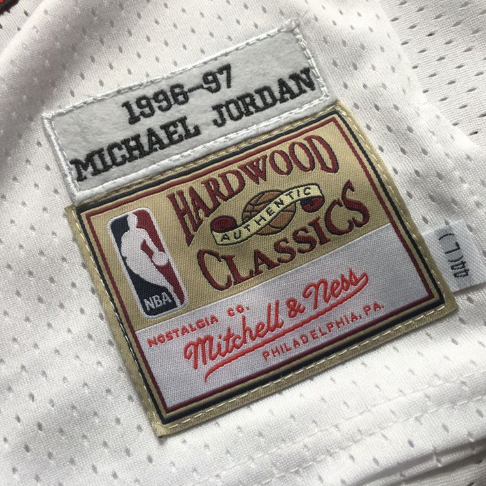 1996-97
MICHAEL JORDAN
HARDWOOD
AUTHENTIC
CLASSICS
NBA
NOSTALGIA CO.
Mitchell & Ness
PHILADELPHIA, PA.
44(L)